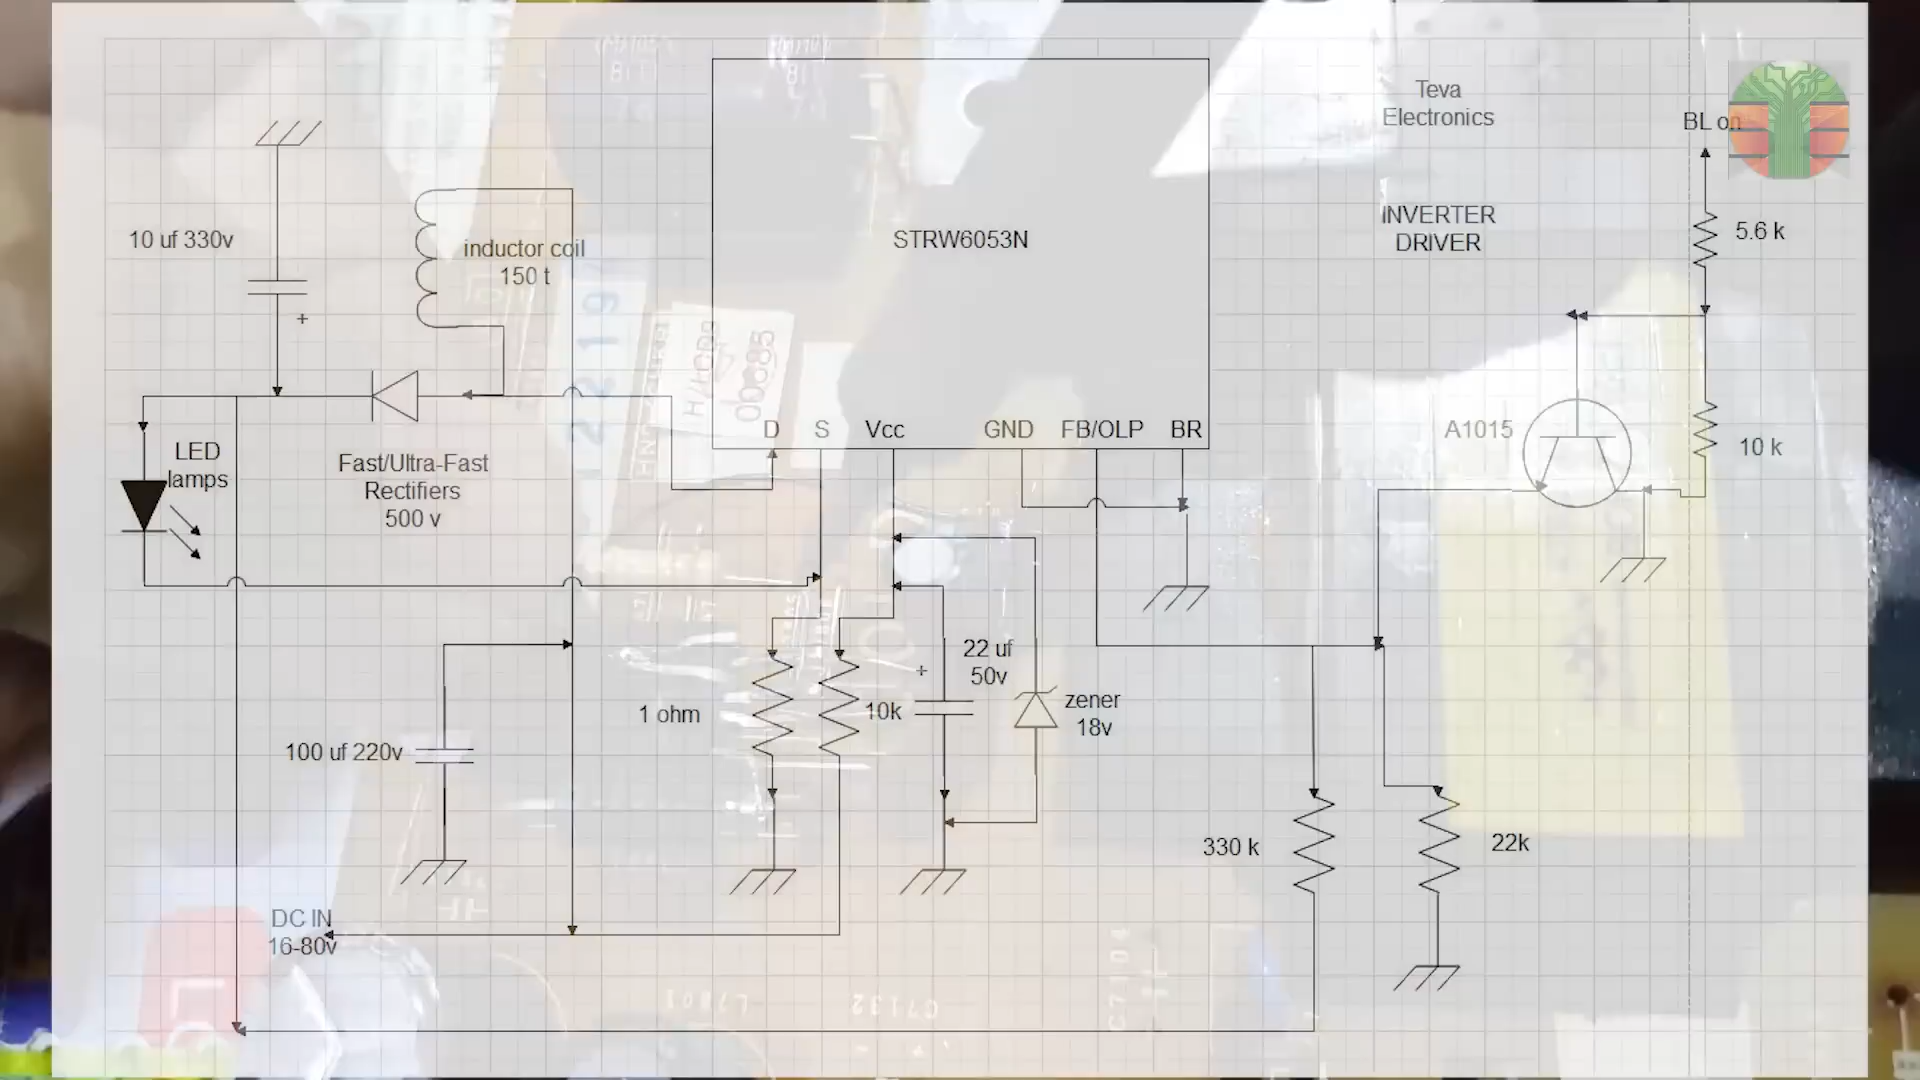 Teva
Electronics
BL on
10 uf 330v
inductor coil
150 t
STRW6053N
INVERTER
DRIVER
5.6 k
D
S
Vcc
GND
FB/OLP
BR
A1015
10 k
LED
lamps
Fast/Ultra-Fast
Rectifiers
500 v
+
+
22 uf
50v
1 ohm
10k
zener
18v
100 uf 220v
330 k
22k
DC IN
16-80v